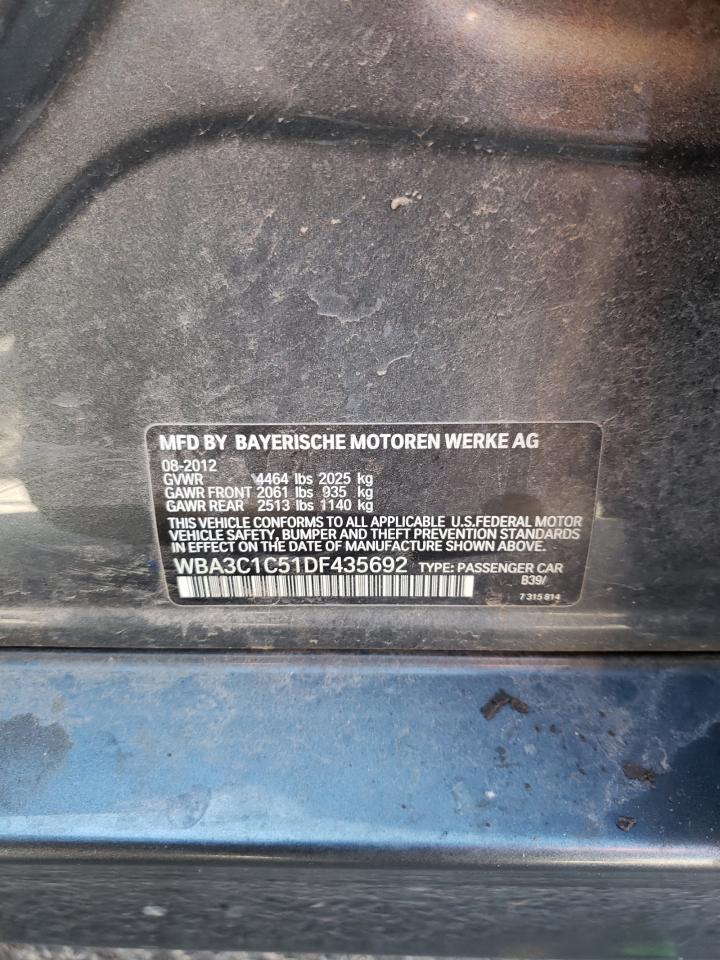 MFD BY BAYERISCHE MOTOREN WERKE AG
08-2012
GVWR 4464 lbs 2025 kg
GAWR FRONT 2061 lbs 935 kg
GAWR REAR 2513 lbs 1140 kg
THIS VEHICLE CONFORMS TO ALL APPLICABLE U.S.FEDERAL MOTOR
VEHICLE SAFETY, BUMPER AND THEFT PREVENTION STANDARDS
IN EFFECT ON THE DATE OF MANUFACTURE SHOWN ABOVE.
WBA3C1C51DF435692 TYPE: PASSENGER CAR
B39/
7 315 814